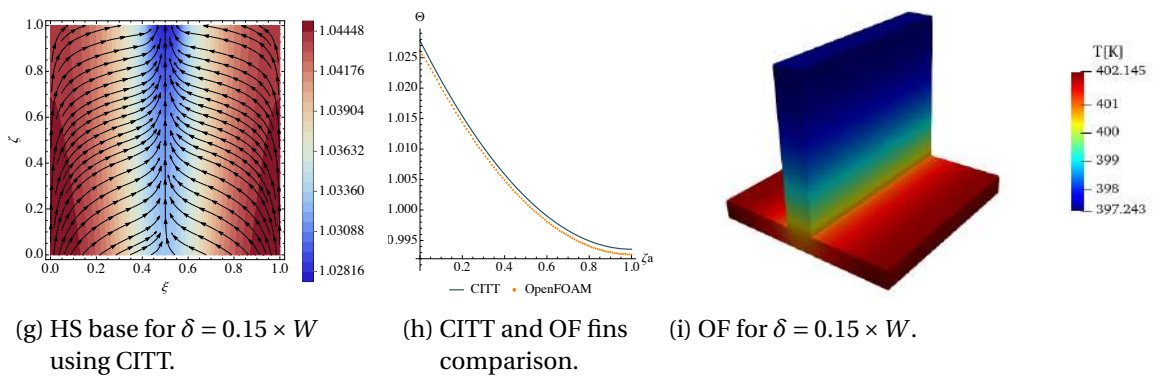 1.0
0.8
0.6
0.4
0.2
0.0
ζ
0.0 0.2 0.4 0.6 0.8 1.0
ξ
1.04448
1.04176
1.03904
1.03632
1.03360
1.03088
1.02816
Θ
1.025
1.020
1.015
1.010
1.005
1.000
0.995
0.2 0.4 0.6 0.8 1.0
ζa
CITT OpenFOAM
T[K]
402.145
401
400
399
398
397.243
(g) HS base for δ = 0.15 × W
using CITT.
(h) CITT and OF fins
comparison.
(i) OF for δ = 0.15 × W.